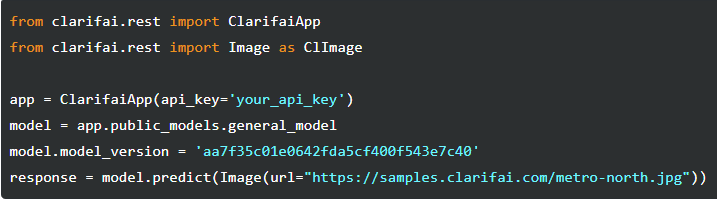 from clarifai.rest import ClarifaiApp
from clarifai.rest import Image as ClImage
app = ClarifaiApp(api_key='your_api_key')
model = app.public_models.general_model
model.model_version = 'aa7f35c01e0642fda5cf400f543e7c40'
response = model.predict(Image(url="https://samples.clarifai.com/metro-north.jpg"))